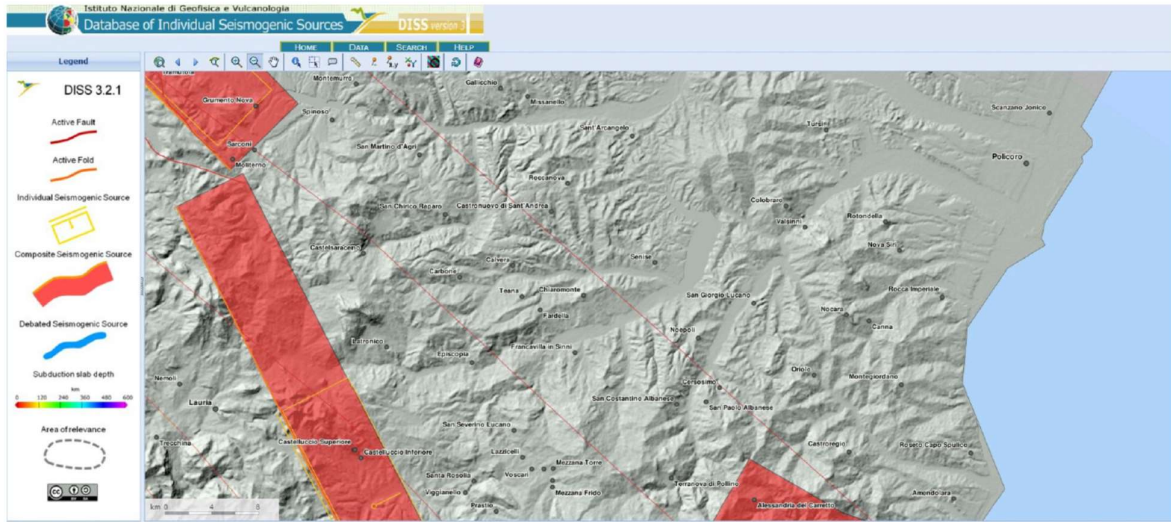 Istituto Nazionale di Geofisica e Vulcanologia
Database of Individual Seismogenic Sources
DISS version 3
HOME DATA SEARCH HELP
Legend
DISS 3.2.1
Active Fault
Active Fold
Individual Seismogenic Source
Composite Seismogenic Source
Debated Seismogenic Source
Subduction slab depth
km
0 120 240 360 480 600
Area of relevance
Montemurro
Gallicchio
Missanello
Grumento Nova
Spinoso
Scanzano Jonico
Sant'Arcangelo
Tursi
Sarconi
San Martino d'Agri
Moliterno
Policoro
Roccanova
San Chirico Raparo
Castronuovo di Sant'Andrea
Colobraro
Valsinni
Rotondella
Castelsaraceno
Nova Siri
Calvera
Senise
Carbone
Teana
Chiaromonte
San Giorgio Lucano
Rocca Imperiale
Fardella
Nocara
Canna
Noepoli
Latronico
Episcopia
Francavilla in Sinni
Nemoli
Cersosimo
Oriolo
Montegiordano
Lauria
San Costantino Albanese
San Paolo Albanese
San Severino Lucano
Trecchina
Castelluccio Superiore
Castelluccio Inferiore
Lazzicelli
Castroregio
Roseto Capo Spulico
Mezzana Torre
Voscari
Santa Rosalia
Terranova di Pollino
Viggianello
Mezzana Frido
Amendolara
Prastio
Alessandria del Carretto
km 0 4 8